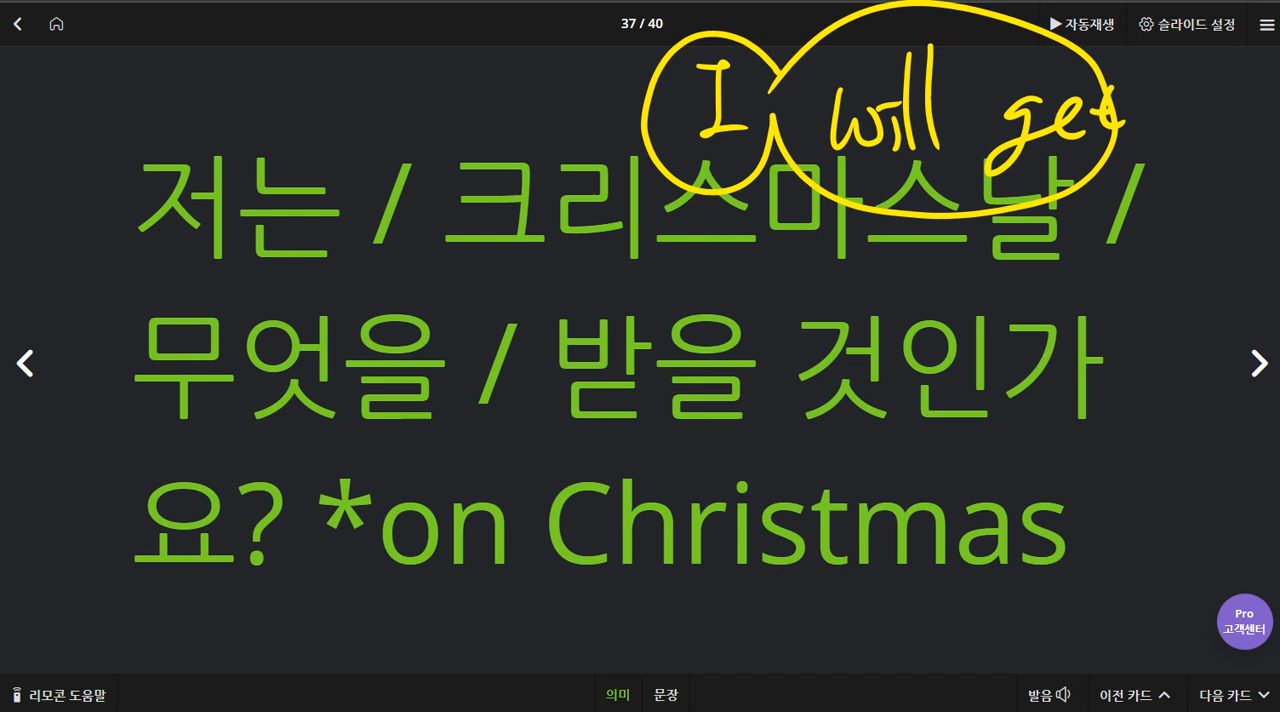 37 / 40
자동재생
슬라이드 설정
I will get
저는 / 크리스마스날 /
무엇을 / 받을 것인가
요? *on Christmas
Pro
고객센터
리모콘 도움말
의미
문장
발음
이전 카드
다음 카드